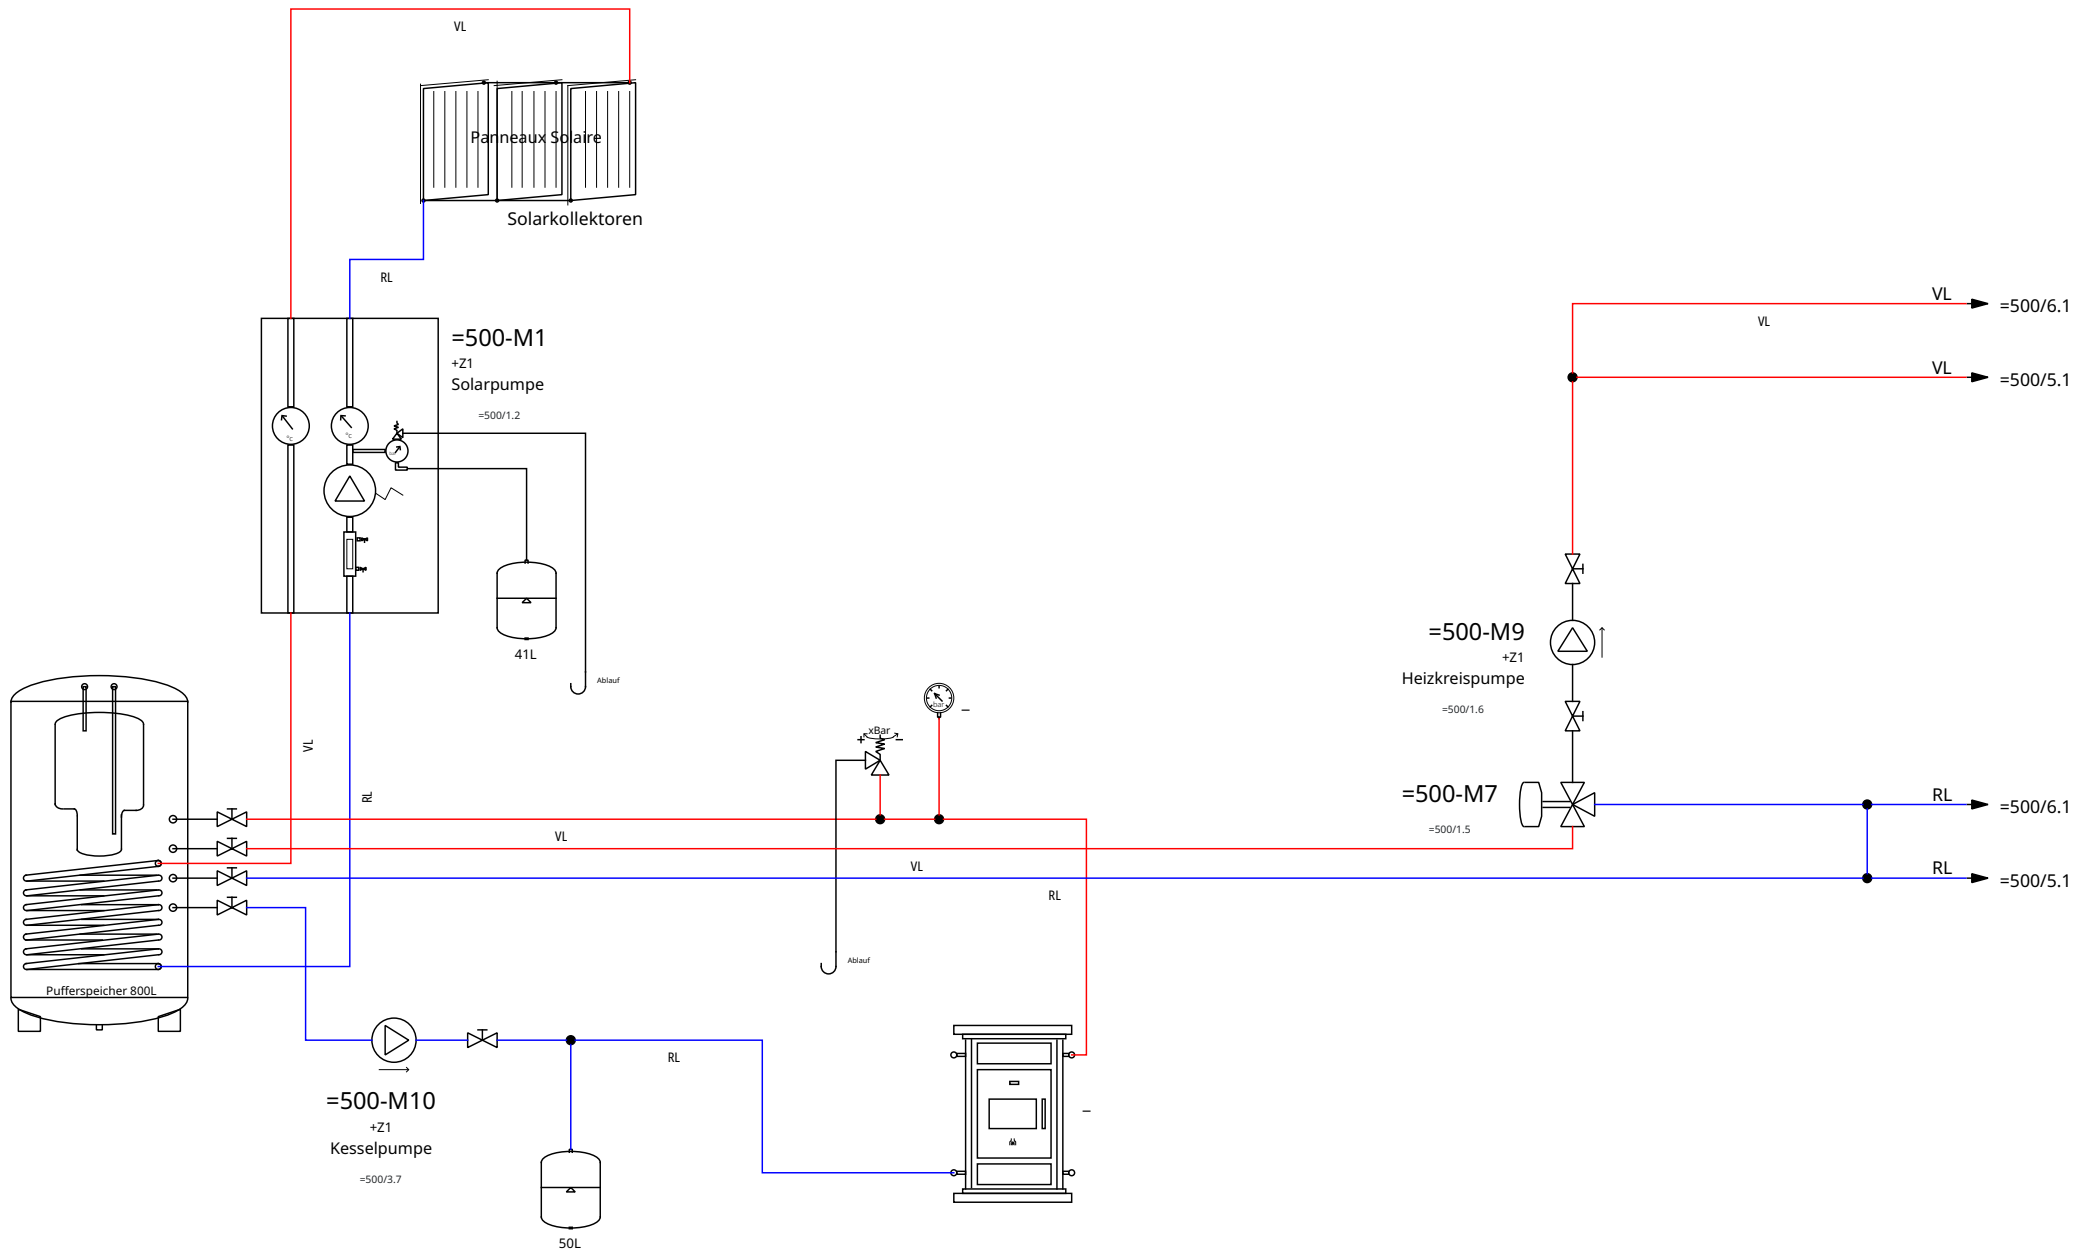 VL
Panneaux Solaire
Solarkollektoren
RL
VL
=500/6.1
VL
VL
=500/5.1
=500-M1
+Z1
Solarpumpe
=500/1.2
°C
°C
41L
Ablauf
=500-M9
+Z1
Heizkreispumpe
=500/1.6
bar
–
xBar
+ –
VL
RL
=500-M7
=500/1.5
RL
=500/6.1
VL
VL
RL
=500/5.1
RL
Ablauf
Pufferspeicher 800L
RL
–
=500-M10
+Z1
Kesselpumpe
=500/3.7
50L